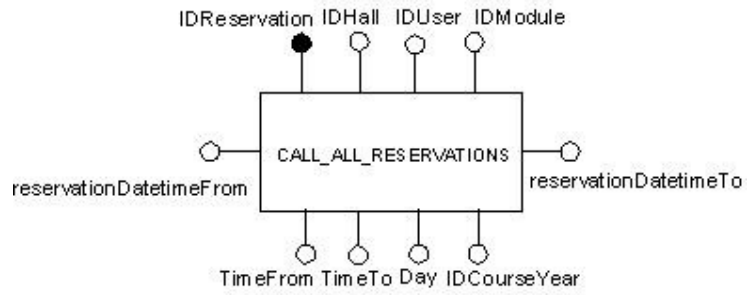 IDReservation IDHall IDUser IDModule
CALL_ALL_RESERVATIONS
reservationDatetimeFrom
reservationDatetimeTo
TimeFrom TimeTo Day IDCourseYear